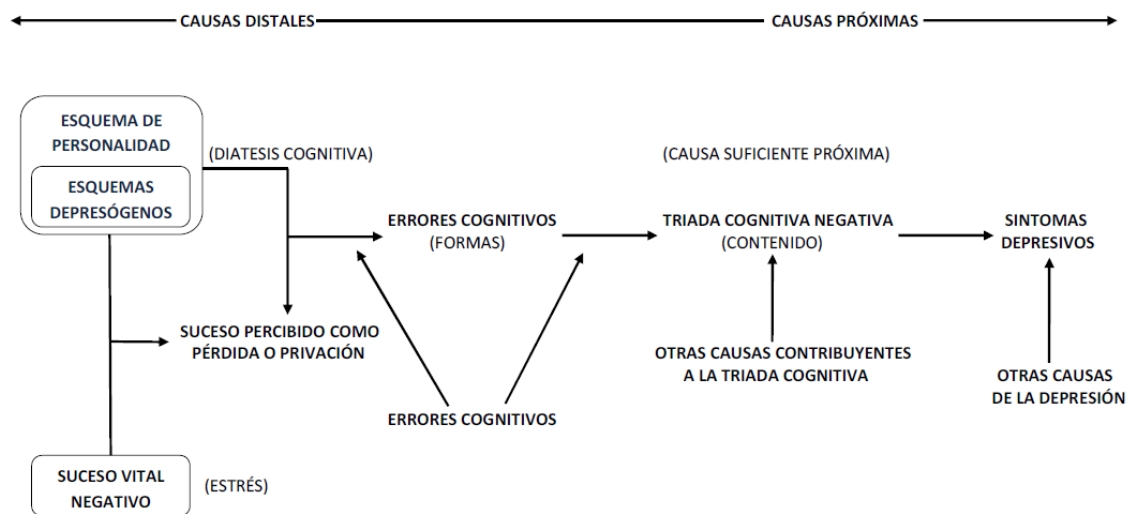 CAUSAS DISTALES
CAUSAS PRÓXIMAS
ESQUEMA DE
PERSONALIDAD
(DIATESIS COGNITIVA)
(CAUSA SUFICIENTE PRÓXIMA)
ESQUEMAS
DEPRESÓGENOS
ERRORES COGNITIVOS
(FORMAS)
TRIADA COGNITIVA NEGATIVA
(CONTENIDO)
SINTOMAS
DEPRESIVOS
SUCESO PERCIBIDO COMO
PÉRDIDA O PRIVACIÓN
OTRAS CAUSAS CONTRIBUYENTES
A LA TRIADA COGNITIVA
OTRAS CAUSAS
DE LA DEPRESIÓN
ERRORES COGNITIVOS
SUCESO VITAL
NEGATIVO
(ESTRÉS)